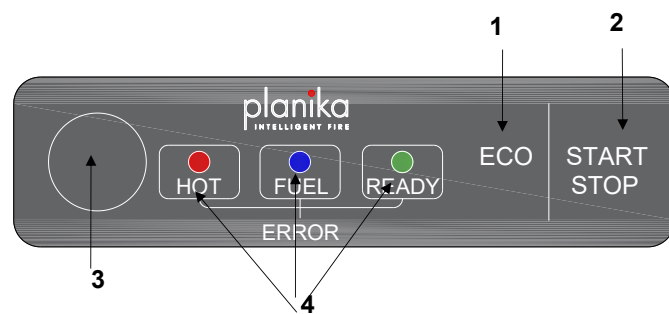 1
2
planika
INTELLIGENT FIRE
ECO
START
STOP
HOT
FUEL
READY
ERROR
3
4